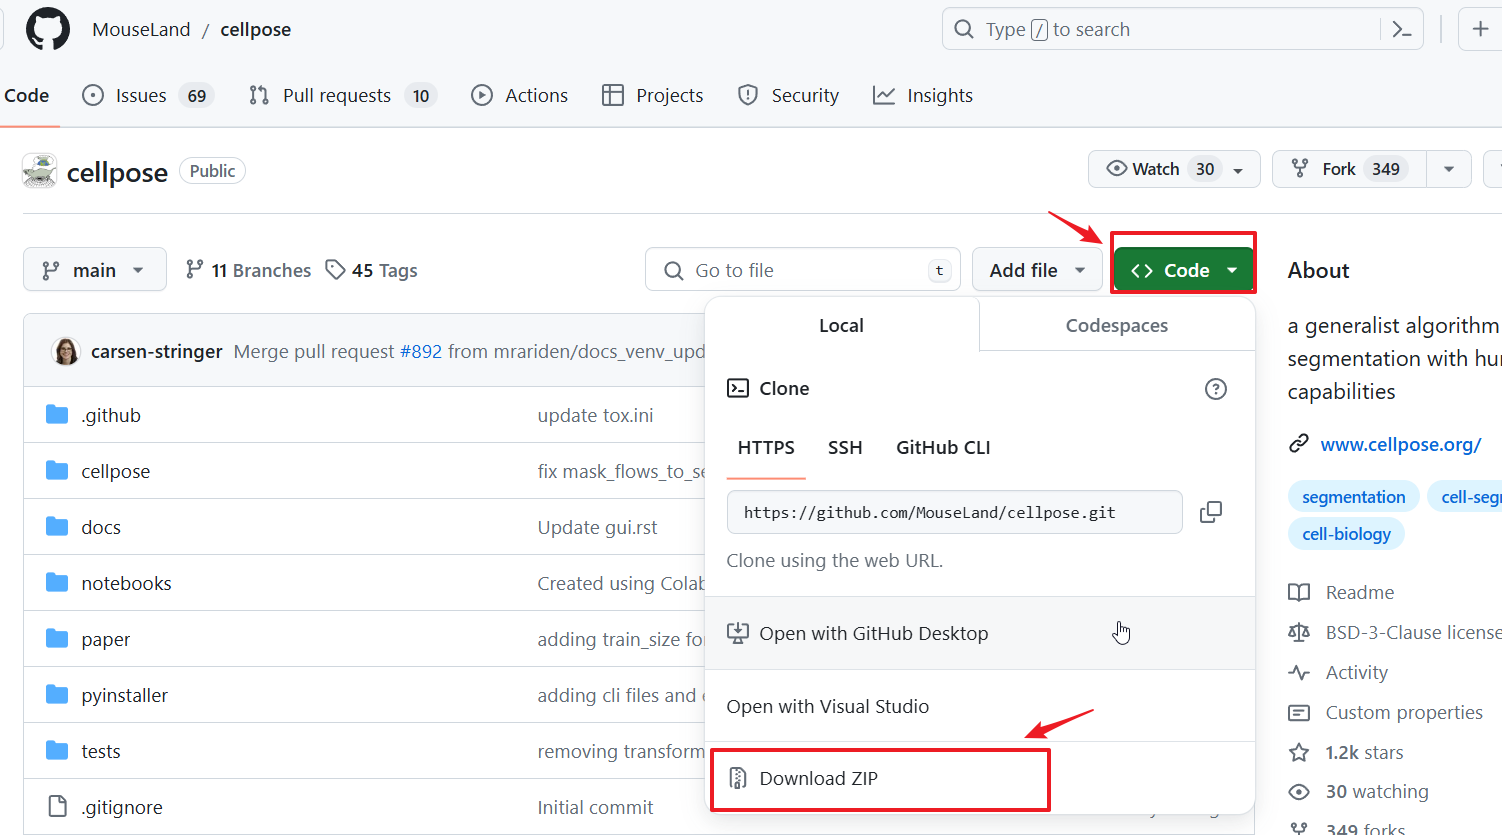 MouseLand / cellpose
Type / to search
Code Issues 69 Pull requests 10 Actions Projects Security Insights
cellpose Public
Watch 30 Fork 349
main 11 Branches 45 Tags
Go to file t
Add file
Code
About
a generalist algorithm
segmentation with
capabilities
www.cellpose.org/
segmentation
cell-biology
Readme
BSD-3-Clause license
Activity
Custom properties
1.2k stars
30 watching
349 forks
carsen-stringer Merge pull request #892 from mrariden/docs_venv_upd
.github update tox.ini
cellpose fix mask_flows_to_se
docs Update gui.rst
notebooks Created using Colab
paper adding train_size for
pyinstaller adding cli files and
tests removing transform
.gitignore Initial commit
Local Codespaces
Clone
HTTPS SSH GitHub CLI
https://github.com/MouseLand/cellpose.git
Clone using the web URL.
Open with GitHub Desktop
Open with Visual Studio
Download ZIP